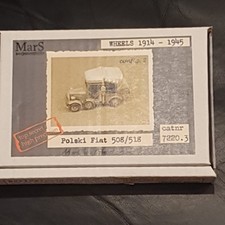 MarS
WHEELS 1914 - 1945
Polski Fiat 508/518
catnr
7220.3